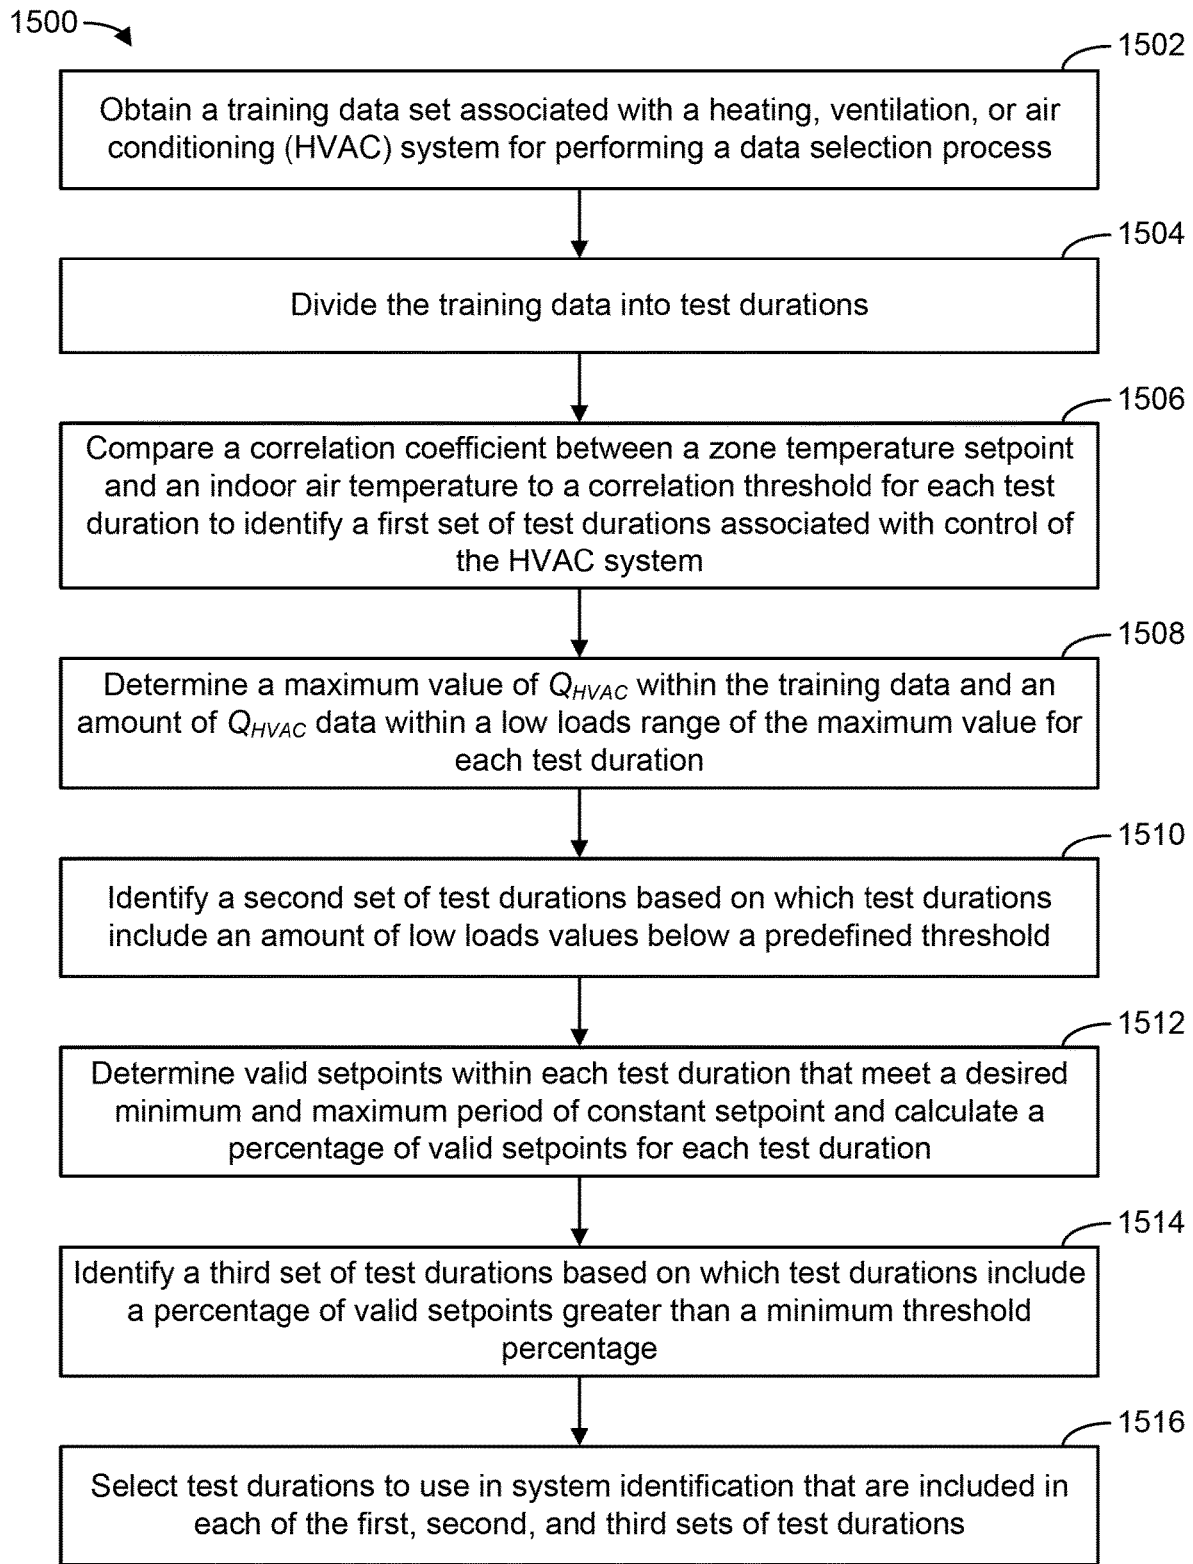 1500
1502
Obtain a training data set associated with a heating, ventilation, or air
conditioning (HVAC) system for performing a data selection process
1504
Divide the training data into test durations
1506
Compare a correlation coefficient between a zone temperature setpoint
and an indoor air temperature to a correlation threshold for each test
duration to identify a first set of test durations associated with control of
the HVAC system
1508
Determine a maximum value of QHVAC within the training data and an
amount of QHVAC data within a low loads range of the maximum value for
each test duration
1510
Identify a second set of test durations based on which test durations
include an amount of low loads values below a predefined threshold
1512
Determine valid setpoints within each test duration that meet a desired
minimum and maximum period of constant setpoint and calculate a
percentage of valid setpoints for each test duration
1514
Identify a third set of test durations based on which test durations include
a percentage of valid setpoints greater than a minimum threshold
percentage
1516
Select test durations to use in system identification that are included in
each of the first, second, and third sets of test durations